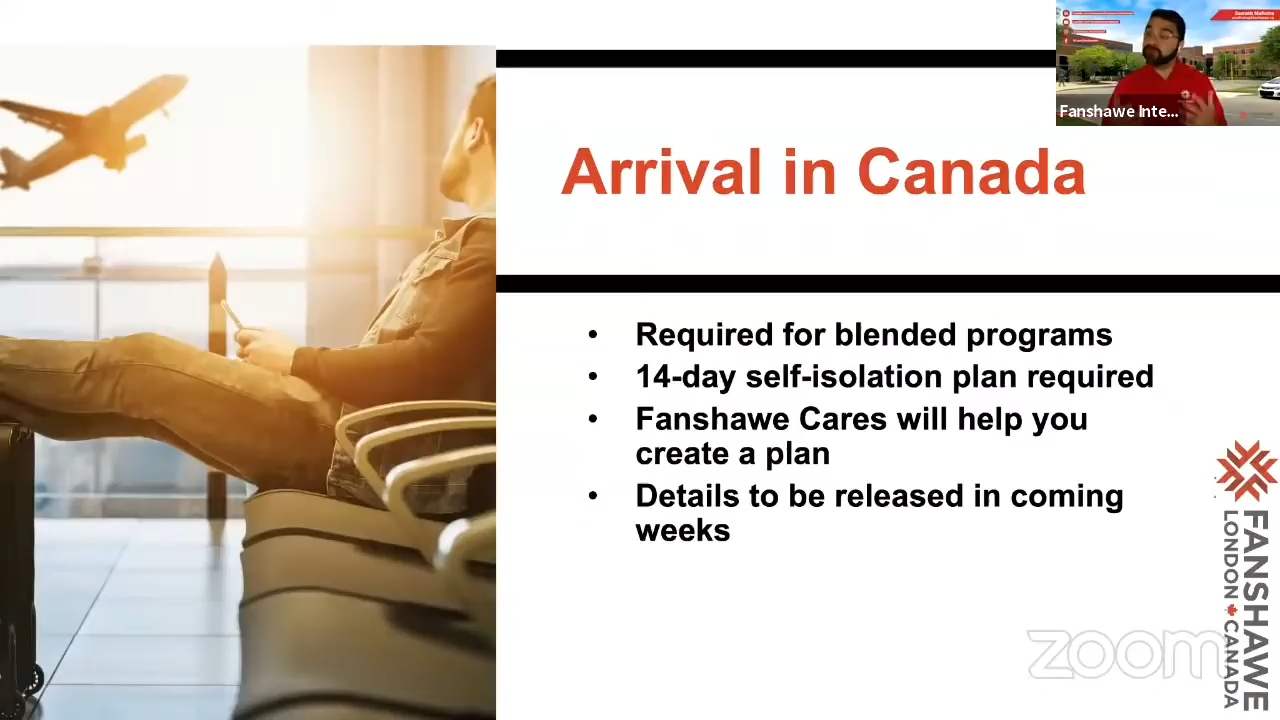 Fanshawe Inte...
Arrival in Canada
• Required for blended programs
• 14-day self-isolation plan required
• Fanshawe Cares will help you
create a plan
• Details to be released in coming
weeks
FANSHAWE
LONDON CANADA
zoom